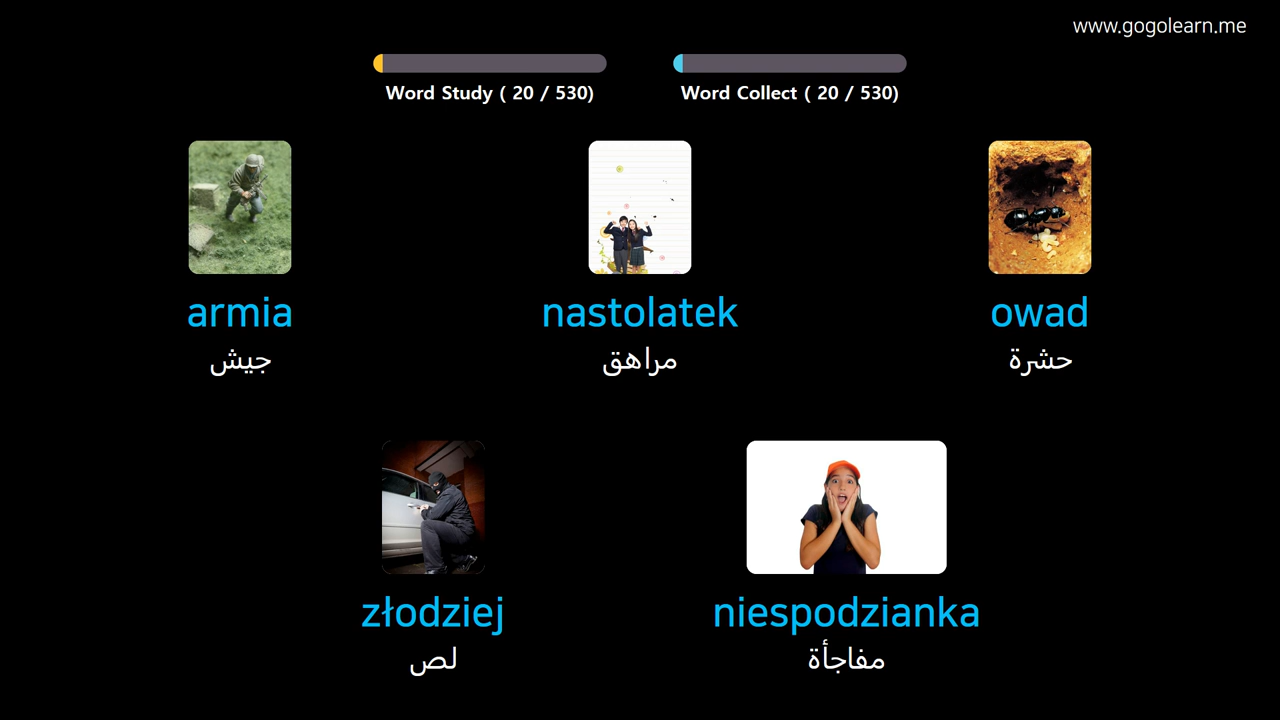 www.gogolearn.me
Word Study ( 20 / 530)
Word Collect ( 20 / 530)
armia
جيش
nastolatek
مراهق
owad
حشرة
złodziej
لص
niespodzianka
مفاجأة